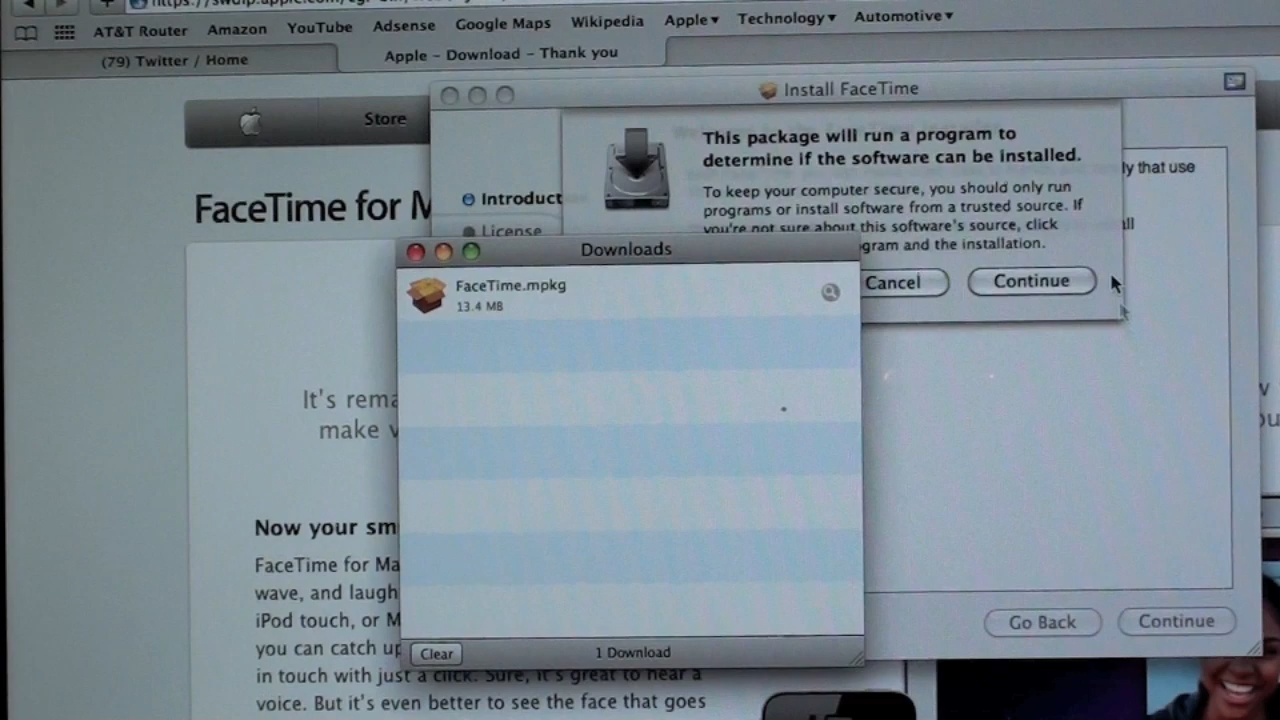 AT&T Router Amazon YouTube Adsense Google Maps Wikipedia Apple▾ Technology▾ Automotive▾
(79) Twitter / Home Apple – Download – Thank you
Install FaceTime
Store
This package will run a program to
determine if the software can be installed.
To keep your computer secure, you should only run
programs or install software from a trusted source. If
you're not sure about this software's source, click
gram and the installation.
Cancel Continue
ly that use
all
Introduct
License
FaceTime for M
Downloads
FaceTime.mpkg
13.4 MB
It's rema
make v
Now your sm
FaceTime for Ma
wave, and laugh
iPod touch, or M
you can catch up
in touch with just a click. Sure, it's great to hear a
voice. But it's even better to see the face that goes
Clear 1 Download
Go Back Continue